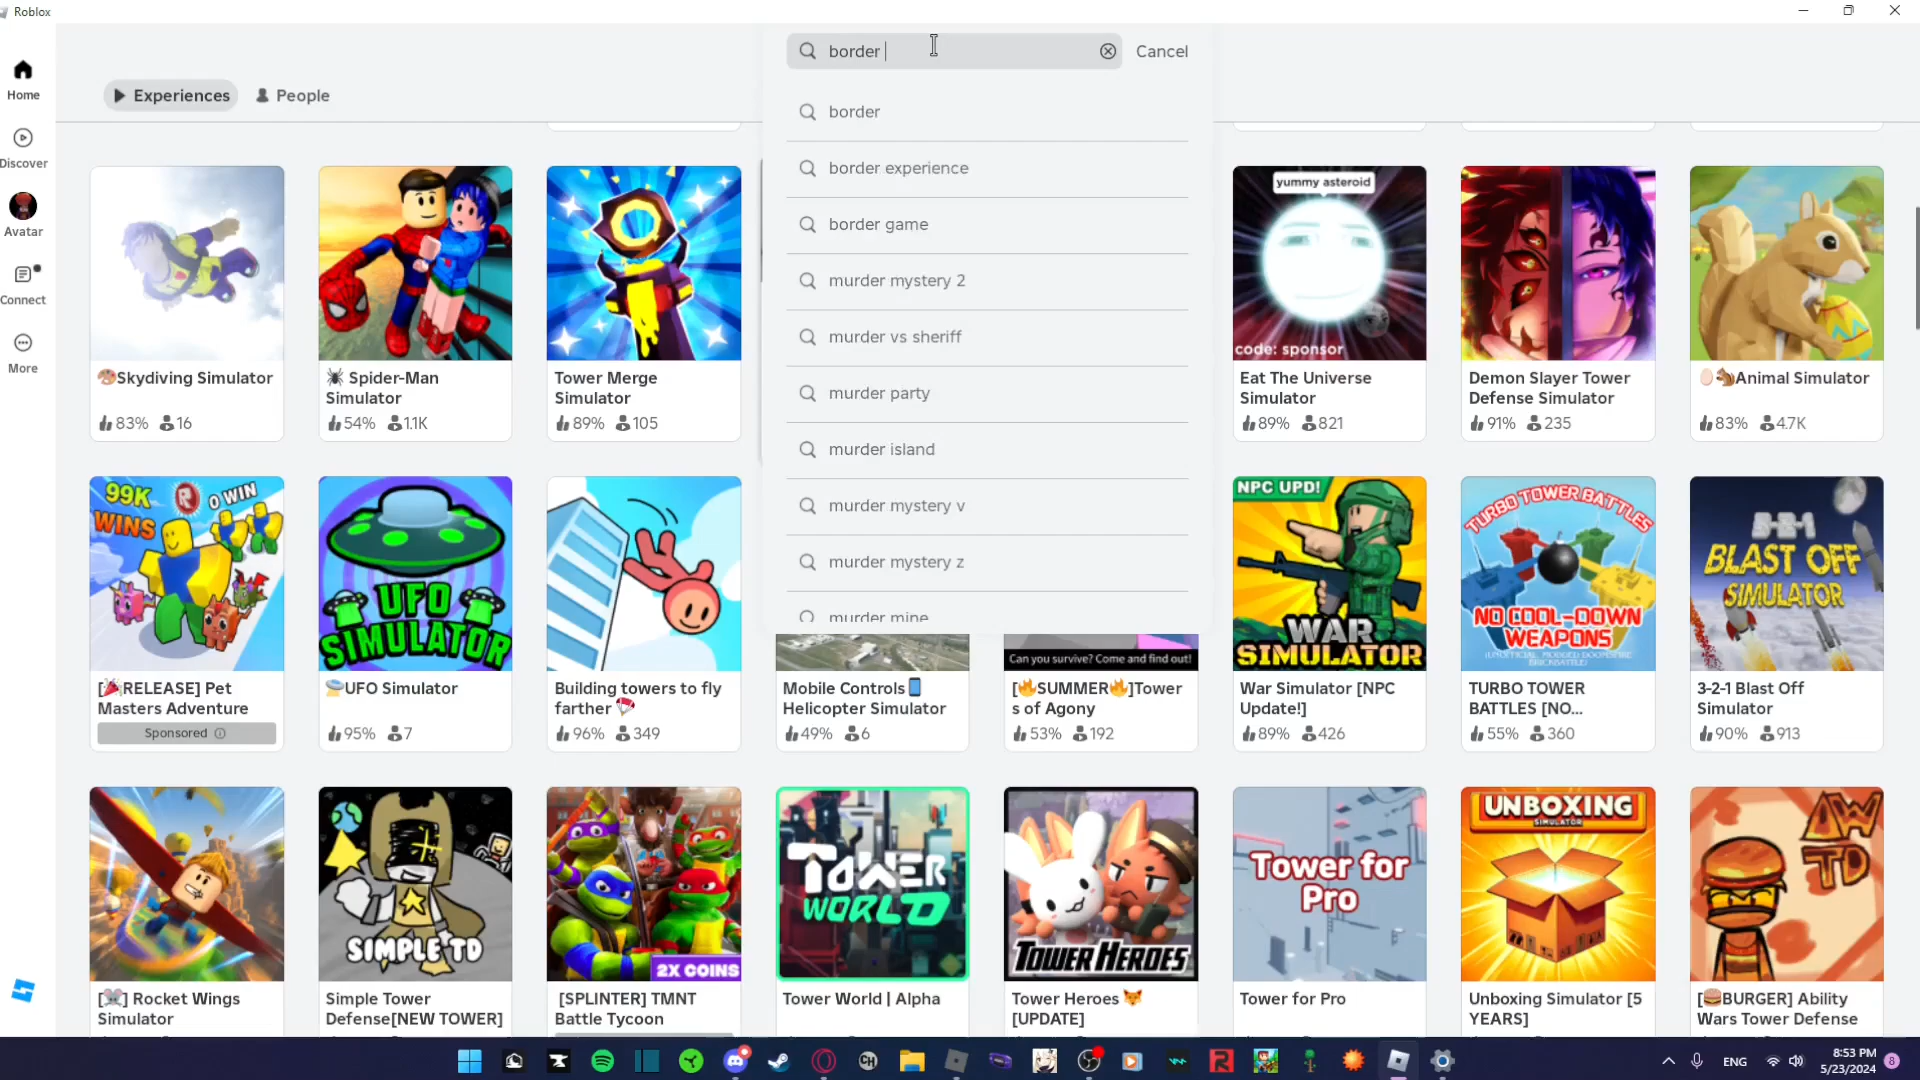 Roblox
border
Cancel
Experiences
People
Home
Discover
Avatar
Connect
More
border
border experience
border game
murder mystery 2
murder vs sheriff
murder party
murder island
murder mystery v
murder mystery z
murder mine
yummy asteroid
code: sponsor
Skydiving Simulator
83% 16
Spider-Man
Simulator
54% 1.1K
Tower Merge
Simulator
89% 105
Eat The Universe
Simulator
89% 821
Demon Slayer Tower
Defense Simulator
91% 235
Animal Simulator
83% 4.7K
99K
WINS
0 WIN
UFO
SIMULATOR
Can you survive? Come and find out!
NPC UPD!
WAR
SIMULATOR
TURBO TOWER BATTLES
NO COOL-DOWN
WEAPONS
3-2-1
BLAST OFF
SIMULATOR
[RELEASE] Pet
Masters Adventure
Sponsored
UFO Simulator
95% 7
Building towers to fly
farther
96% 349
Mobile Controls
Helicopter Simulator
49% 6
[SUMMER]Tower
s of Agony
53% 192
War Simulator [NPC
Update!]
89% 426
TURBO TOWER
BATTLES [NO...
55% 360
3-2-1 Blast Off
Simulator
90% 913
SIMPLE TD
2X COINS
TOWER
WORLD
TOWER HEROES
Tower for
Pro
UNBOXING
SIMULATOR
AW
TD
[] Rocket Wings
Simulator
Simple Tower
Defense[NEW TOWER]
[SPLINTER] TMNT
Battle Tycoon
Tower World | Alpha
Tower Heroes
[UPDATE]
Tower for Pro
Unboxing Simulator [5
YEARS]
[BURGER] Ability
Wars Tower Defense
CH
ENG
8:53 PM
5/23/2024
8